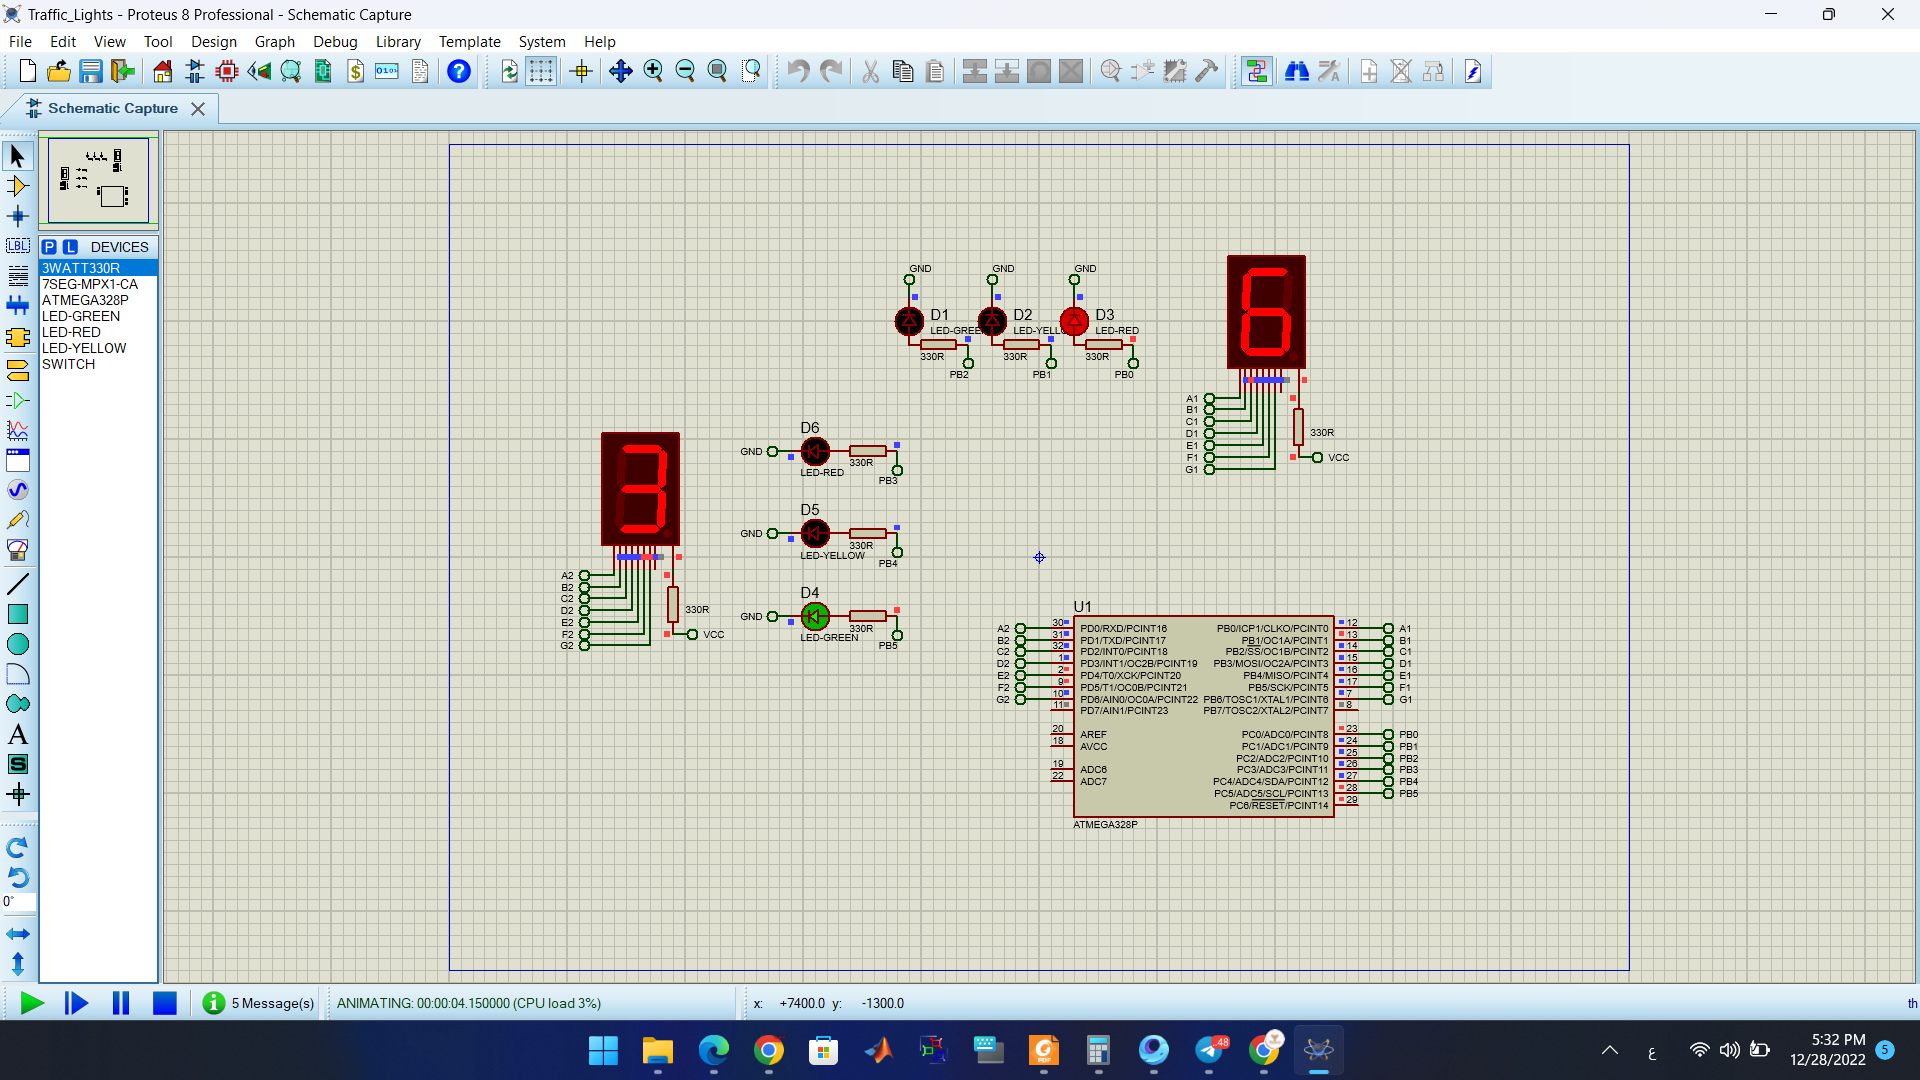 Traffic_Lights - Proteus 8 Professional - Schematic Capture
File Edit View Tool Design Graph Debug Library Template System Help
Schematic Capture
P L DEVICES
3WATT330R
7SEG-MPX1-CA
ATMEGA328P
LED-GREEN
LED-RED
LED-YELLOW
SWITCH
LBL
A
S
0°
GND GND GND
D1 D2 D3
LED-RED
330R 330R 330R
PB2 PB1 PB0
A1
B1
C1
D1
E1
F1
G1
330R
VCC
D6
GND
330R
LED-RED
PB3
D5
GND
330R
LED-YELLOW
PB4
D4
GND
330R
LED-GREEN
PB5
A2
B2
C2
D2
E2
F2
G2
330R
VCC
U1
A2 30 PD0/RXD/PCINT16 PB0/ICP1/CLKO/PCINT0 12 A1
B2 31 PD1/TXD/PCINT17 PB1/OC1A/PCINT1 13 B1
C2 32 PD2/INT0/PCINT18 PB2/SS/OC1B/PCINT2 14 C1
D2 1 PD3/INT1/OC2B/PCINT19 PB3/MOSI/OC2A/PCINT3 15 D1
E2 2 PD4/T0/XCK/PCINT20 PB4/MISO/PCINT4 16 E1
F2 9 PD5/T1/OC0B/PCINT21 PB5/SCK/PCINT5 17 F1
G2 10 PD6/AIN0/OC0A/PCINT22 PB6/TOSC1/XTAL1/PCINT6 7 G1
11 PD7/AIN1/PCINT23 PB7/TOSC2/XTAL2/PCINT7 8
20 AREF PC0/ADC0/PCINT8 23 PB0
18 AVCC PC1/ADC1/PCINT9 24 PB1
PC2/ADC2/PCINT10 25 PB2
19 ADC6 PC3/ADC3/PCINT11 26 PB3
22 ADC7 PC4/ADC4/SDA/PCINT12 27 PB4
PC5/ADC5/SCL/PCINT13 28 PB5
PC6/RESET/PCINT14 29
ATMEGA328P
5 Message(s) ANIMATING: 00:00:04.150000 (CPU load 3%) x: +7400.0 y: -1300.0 th
ع 5:32 PM
12/28/2022 5